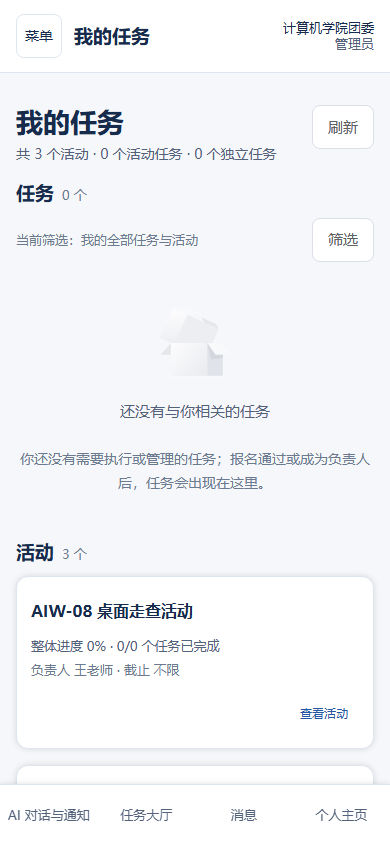 菜单
我的任务
计算机学院团委
管理员
我的任务
刷新
共 3 个活动 · 0 个活动任务 · 0 个独立任务
任务 0 个
当前筛选：我的全部任务与活动
筛选
还没有与你相关的任务
你还没有需要执行或管理的任务；报名通过或成为负责人
后，任务会出现在这里。
活动 3 个
AIW-08 桌面走查活动
整体进度 0% · 0/0 个任务已完成
负责人 王老师 · 截止 不限
查看活动
AI 对话与通知
任务大厅
消息
个人主页